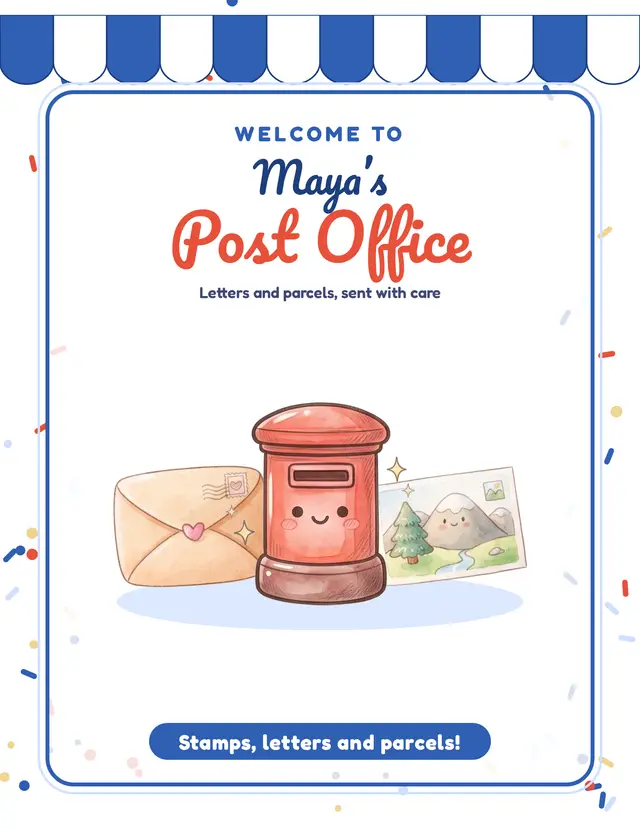 WELCOME TO
Maya's
Post Office
Letters and parcels, sent with care
Stamps, letters and parcels!